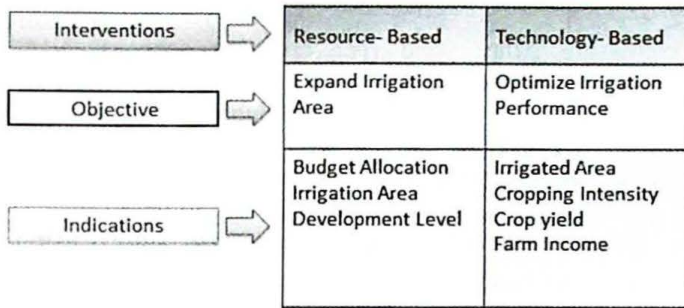 Interventions
Resource- Based
Technology- Based
Objective
Expand Irrigation
Area
Optimize Irrigation
Performance
Indications
Budget Allocation
Irrigation Area
Development Level
Irrigated Area
Cropping Intensity
Crop yield
Farm Income